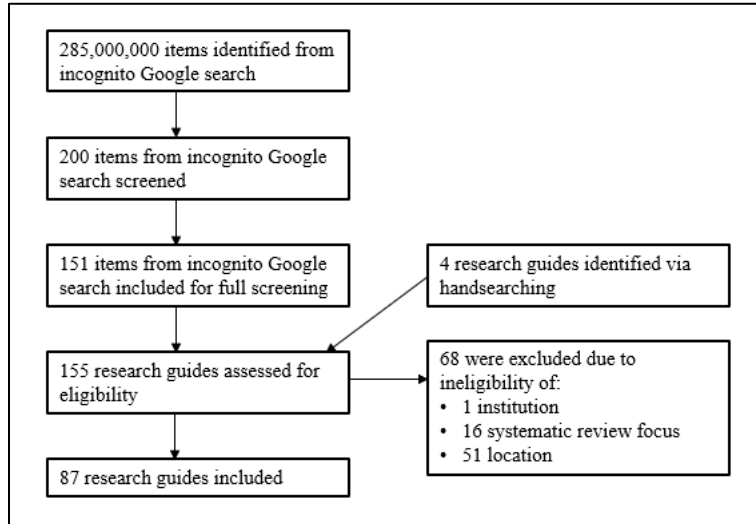 285,000,000 items identified from
incognito Google search
200 items from incognito Google
search screened
151 items from incognito Google
search included for full screening
4 research guides identified via
handsearching
155 research guides assessed for
eligibility
68 were excluded due to
ineligibility of:
• 1 institution
• 16 systematic review focus
• 51 location
87 research guides included